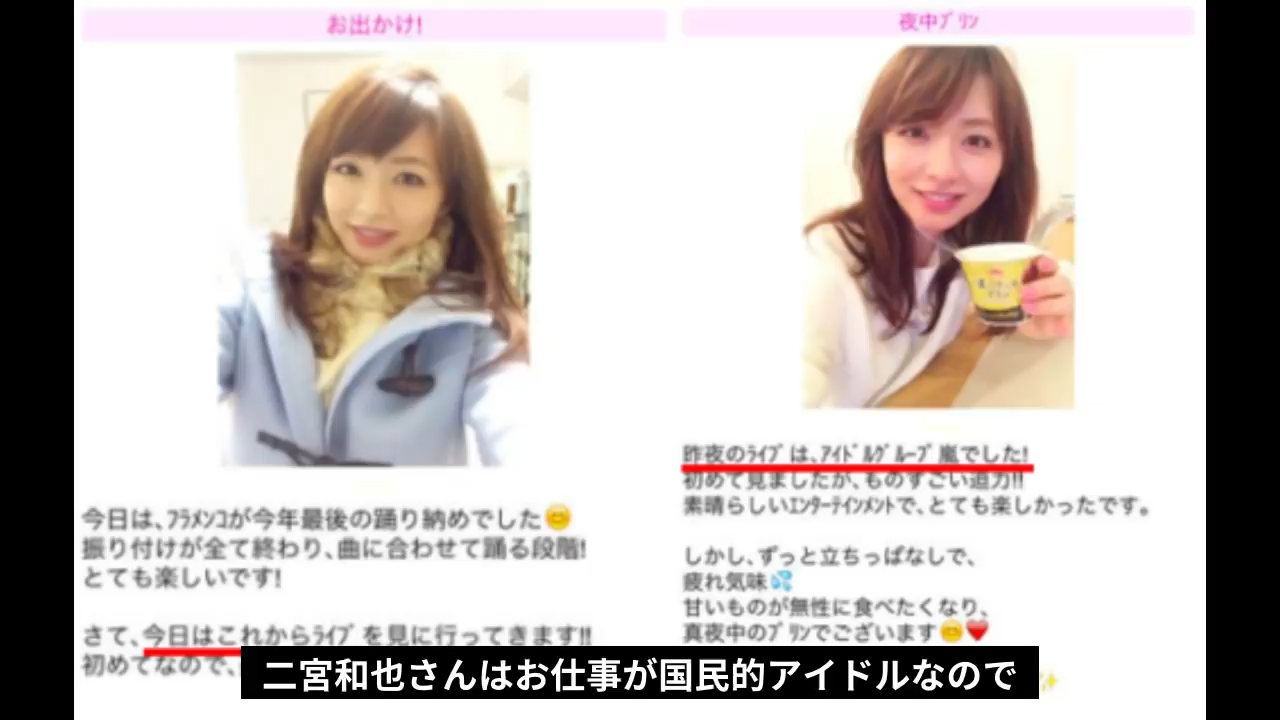 お出かけ!
今日は、ﾌﾗﾒﾝｺが今年最後の踊り納めでした😊
振り付けが全て終わり、曲に合わせて踊る段階!
とても楽しいです!
さて、今日はこれからﾗｲﾌﾞを見に行ってきます!!
初めてなので、
夜中ﾌﾟﾘﾝ
昨夜のﾗｲﾌﾞは、ｱｲﾄﾞﾙｸﾞﾙｰﾌﾟ嵐でした!
初めて見ましたが、ものすごい迫力!!
素晴らしいｴﾝﾀｰﾃｲﾝﾒﾝﾄで、とても楽しかったです。
しかし、ずっと立ちっぱなしで、
疲れ気味💦
甘いものが無性に食べたくなり、
真夜中のﾌﾟﾘﾝでございます😊❤
二宮和也さんはお仕事が国民的アイドルなので